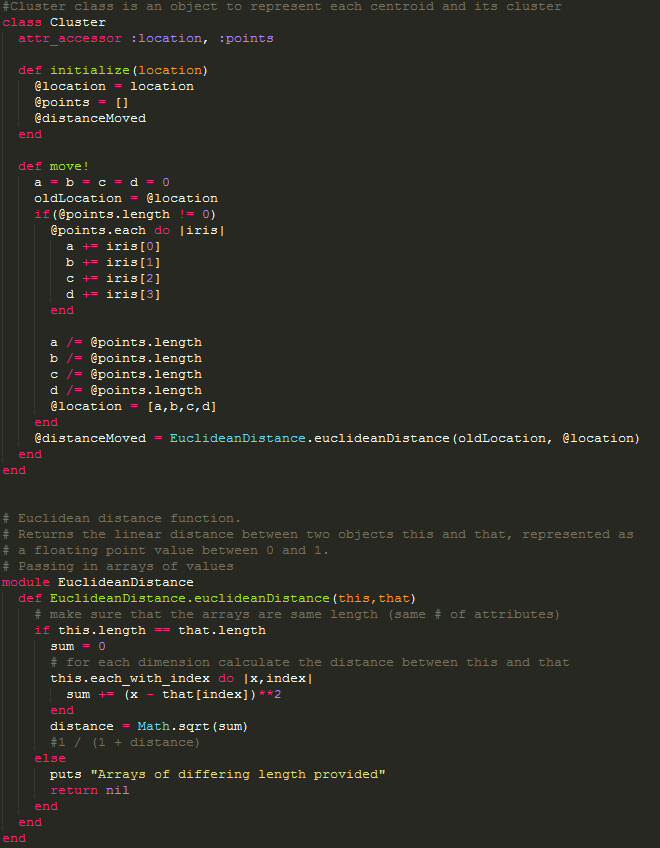 #Cluster class is an object to represent each centroid and its cluster
class Cluster
  attr_accessor :location, :points

  def initialize(location)
    @location = location
    @points = []
    @distanceMoved
  end

  def move!
    a = b = c = d = 0
    oldLocation = @location
    if(@points.length != 0)
      @points.each do |iris|
        a += iris[0]
        b += iris[1]
        c += iris[2]
        d += iris[3]
      end

      a /= @points.length
      b /= @points.length
      c /= @points.length
      d /= @points.length
      @location = [a,b,c,d]
    end
    @distanceMoved = EuclideanDistance.euclideanDistance(oldLocation, @location)
  end
end


# Euclidean distance function.
# Returns the linear distance between two objects this and that, represented as
# a floating point value between 0 and 1.
# Passing in arrays of values
module EuclideanDistance
  def EuclideanDistance.euclideanDistance(this,that)
    # make sure that the arrays are same length (same # of attributes)
    if this.length == that.length
      sum = 0
      # for each dimension calculate the distance between this and that
      this.each_with_index do |x,index|
        sum += (x - that[index])**2
      end
      distance = Math.sqrt(sum)
      #1 / (1 + distance)
    else
      puts "Arrays of differing length provided"
      return nil
    end
  end
end